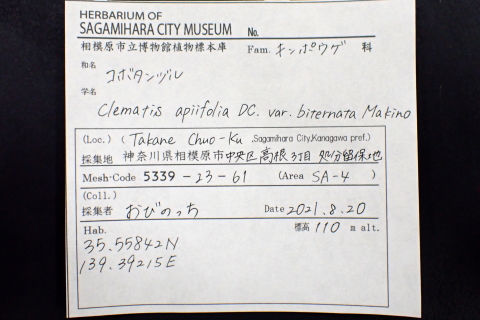 HERBARIUM OF
SAGAMIHARA CITY MUSEUM No.
相模原市立博物館植物標本庫 Fam. キンポウゲ 科
和名 コボタンヅル
学名 Clematis apiifolia DC. var. biternata Makino
(Loc.) (Takane Chuo-Ku, Sagamihara City, Kanagawa pref.)
採集地 神奈川県相模原市中央区高根3丁目 処分留保地
Mesh-Code 5339-23-61 (Area SA-4)
(Coll.)
採集者 おびのっち Date 2021.8.20
Hab. 標高 110 m alt.
35.55842N
139.39215E